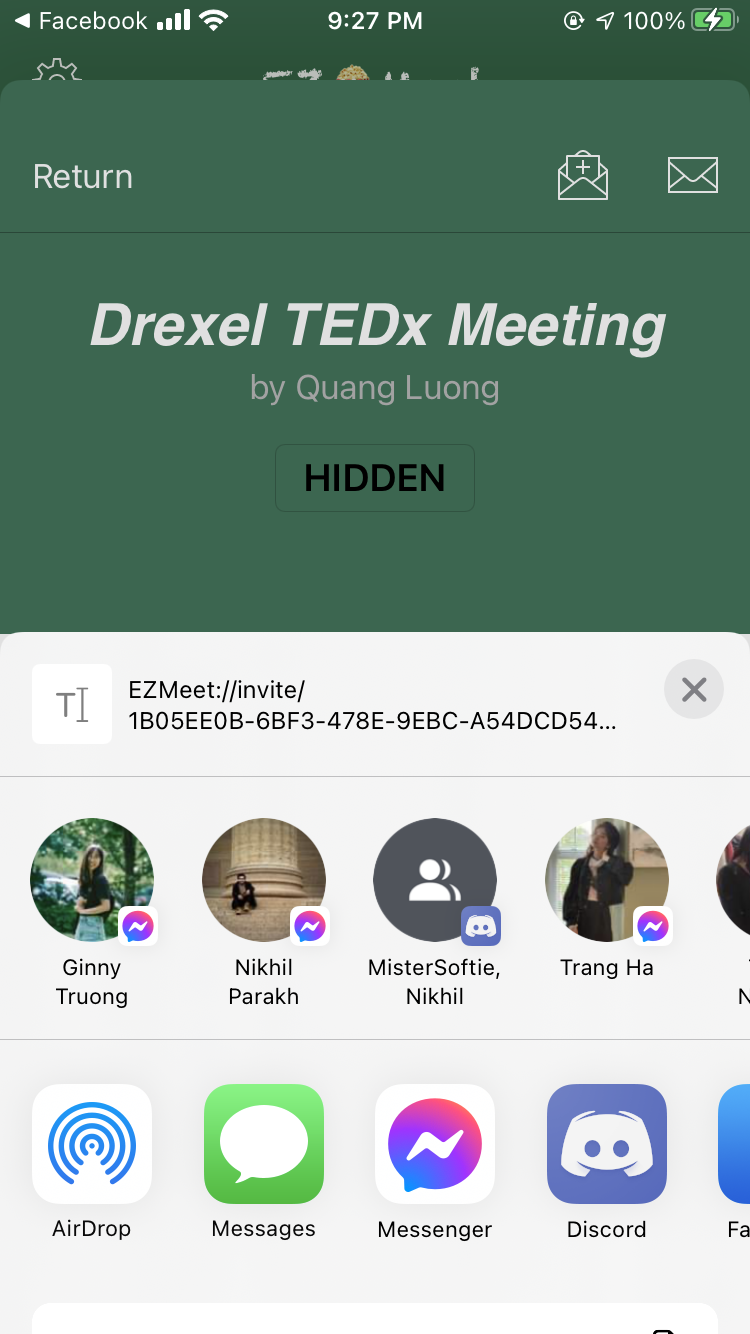 Facebook 9:27 PM 100%
Return
Drexel TEDx Meeting
by Quang Luong
HIDDEN
EZMeet://invite/
1B05EE0B-6BF3-478E-9EBC-A54DCD54...
Ginny
Truong
Nikhil
Parakh
MisterSoftie,
Nikhil
Trang Ha
AirDrop
Messages
Messenger
Discord